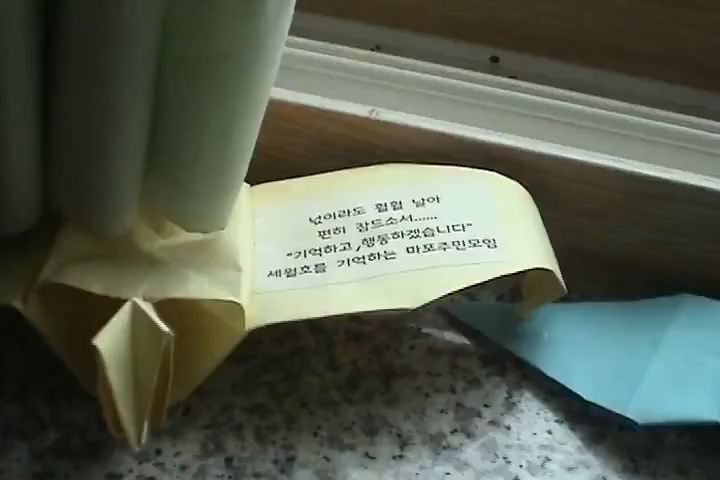 넋이라도 훨훨 날아
편히 잠드소서......
"기억하고, 행동하겠습니다"
세월호를 기억하는 마포주민모임